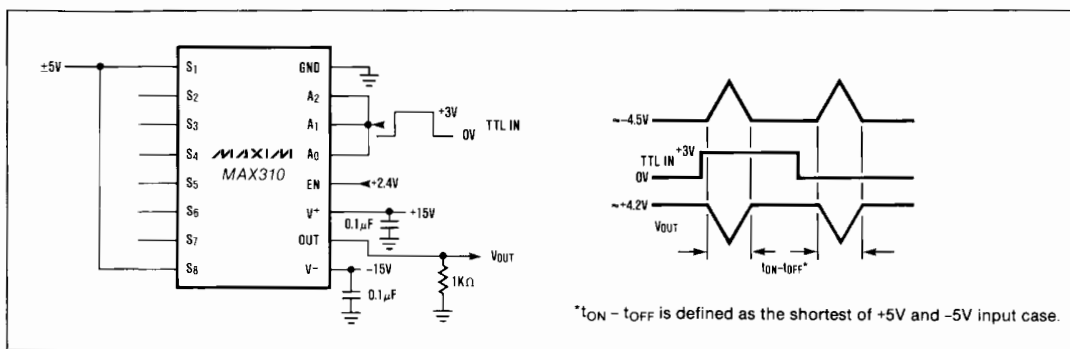 ±5V
S1
S2
S3
S4
S5
S6
S7
S8
MAXIM
MAX310
GND
A2
A1
A0
EN
V+
OUT
V−
+3V
0V
TTL IN
+2.4V
+15V
0.1µF
VOUT
−15V
0.1µF
1KΩ
≈−4.5V
TTL IN
+3V
0V
≈+4.2V
VOUT
tON−tOFF*
*tON – tOFF is defined as the shortest of +5V and –5V input case.